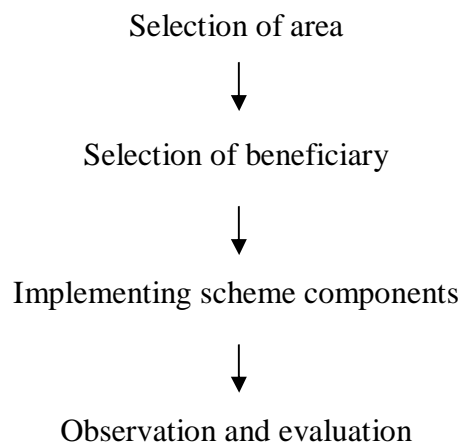 Selection of area
Selection of beneficiary
Implementing scheme components
Observation and evaluation